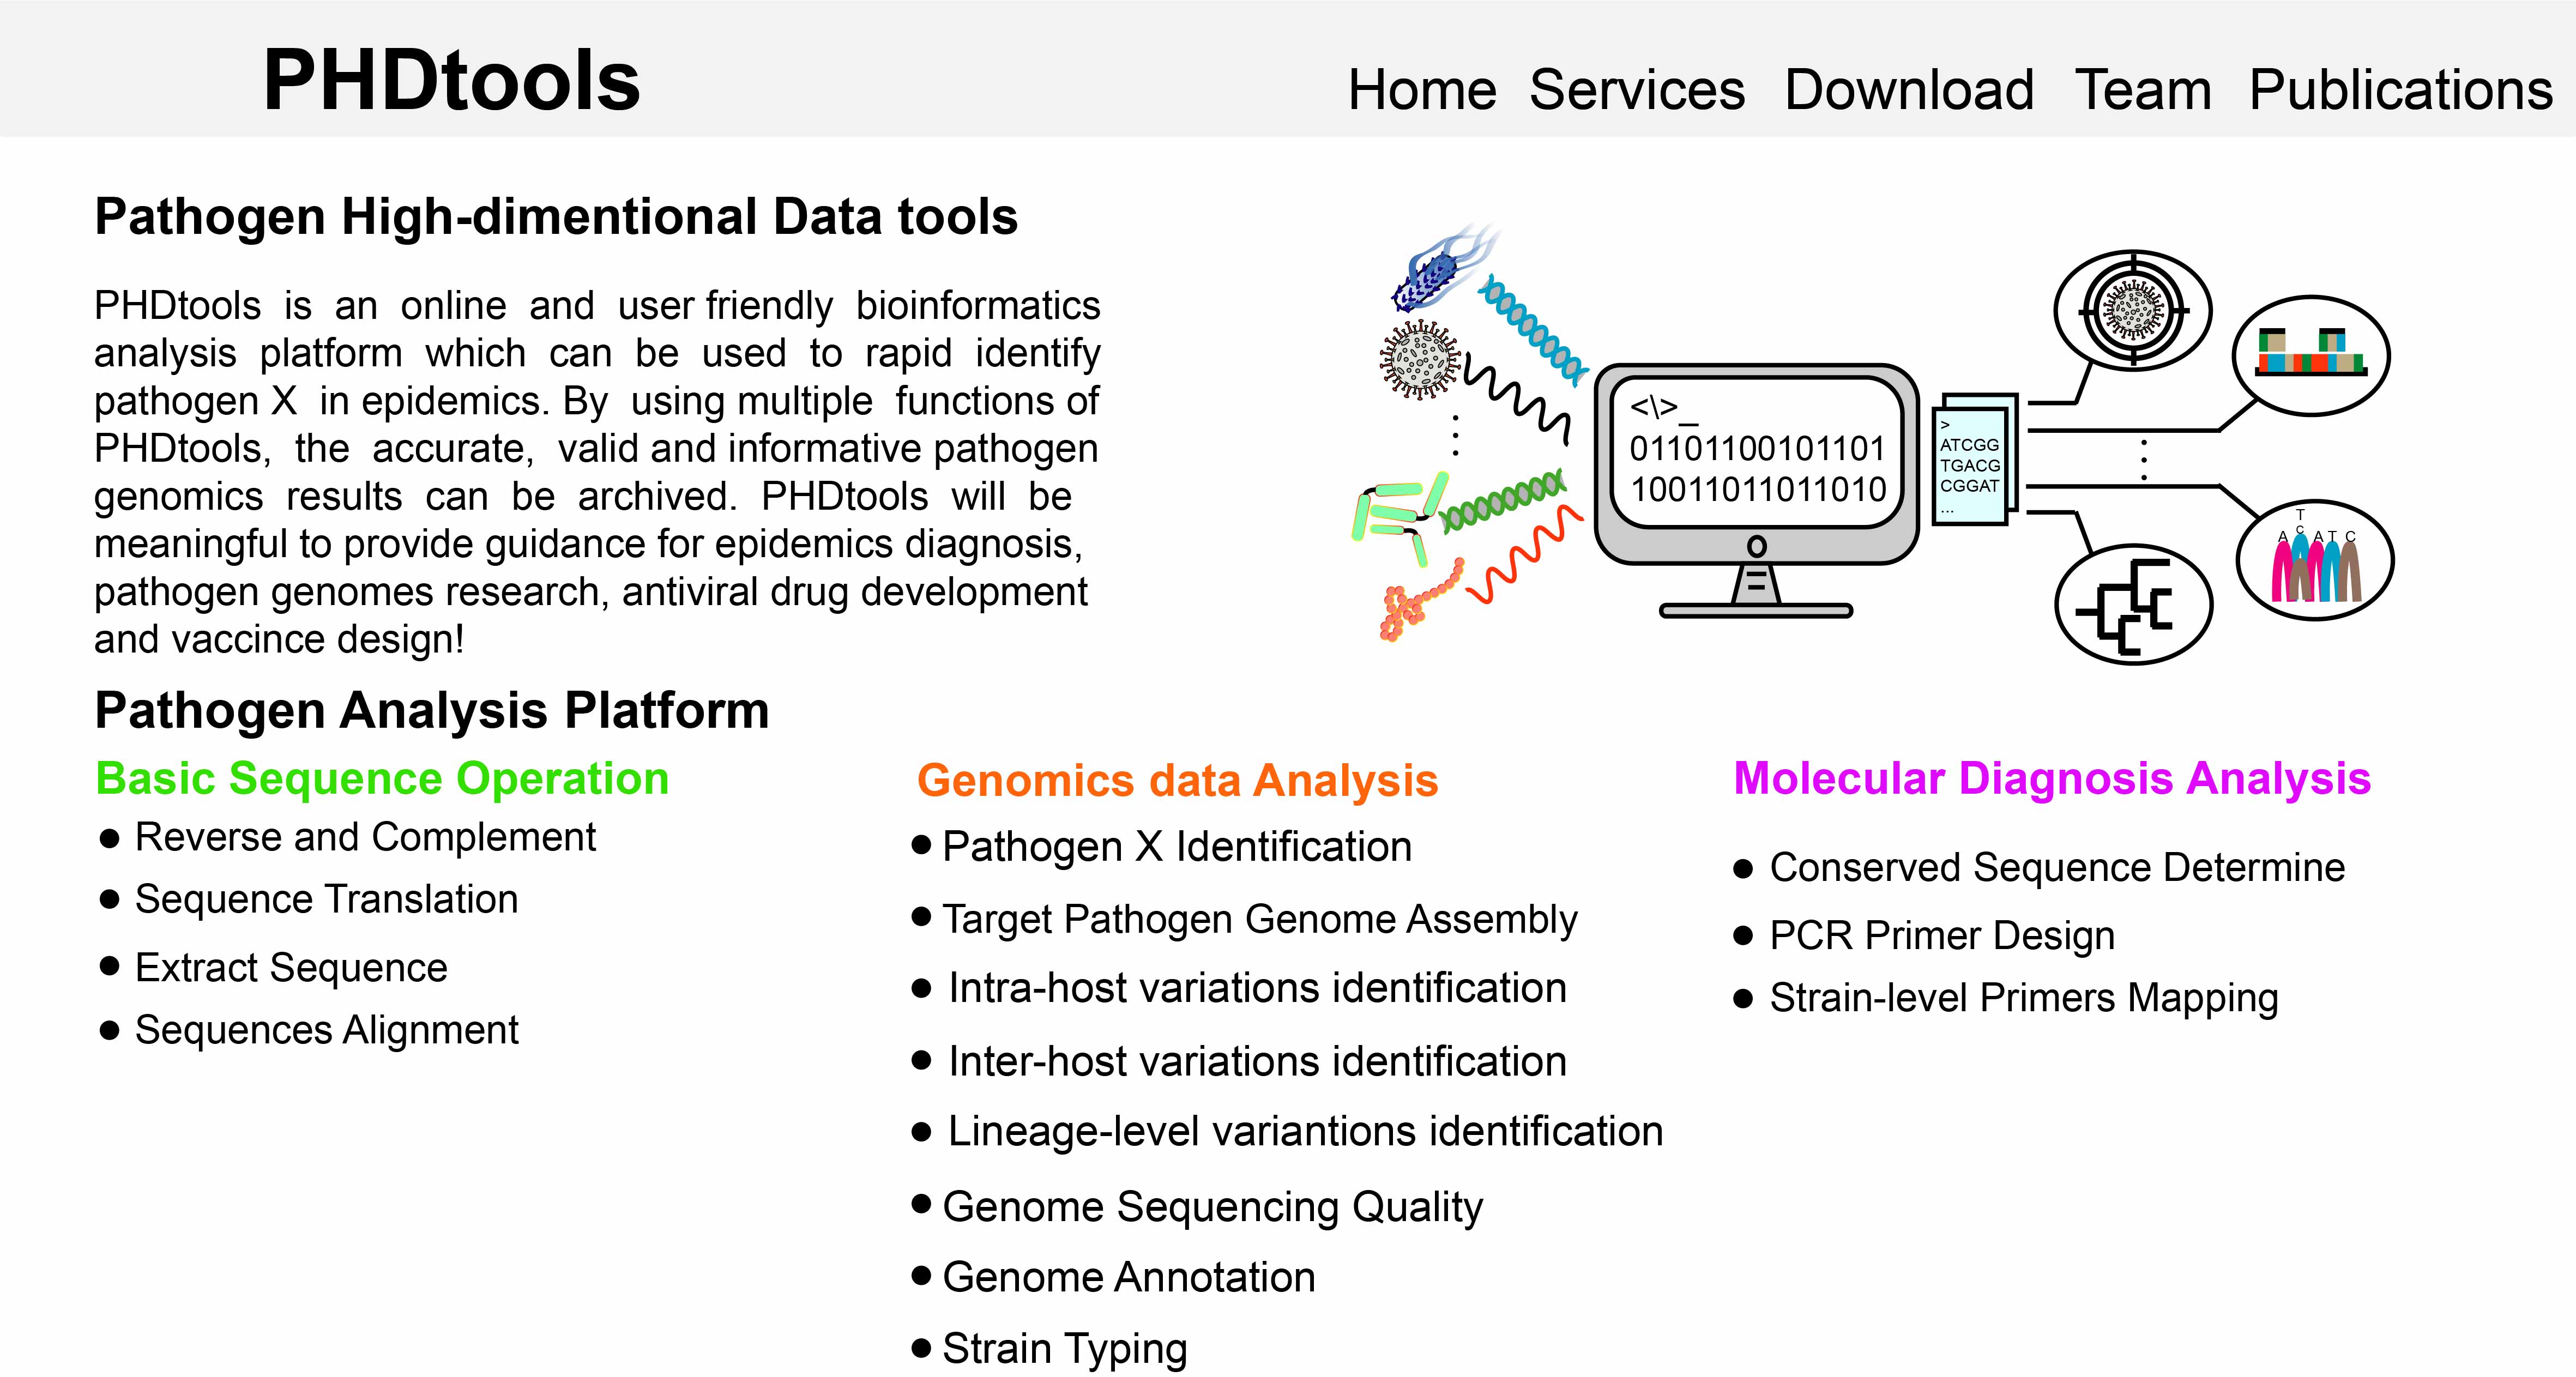 PHDtools
Home Services Download Team Publications
Pathogen High-dimentional Data tools
PHDtools is an online and user friendly bioinformatics
analysis platform which can be used to rapid identify
pathogen X in epidemics. By using multiple functions of
PHDtools, the accurate, valid and informative pathogen
genomics results can be archived. PHDtools will be
meaningful to provide guidance for epidemics diagnosis,
pathogen genomes research, antiviral drug development
and vaccince design!
<\>_
01101100101101
10011011011010
>
ATCGG
TGACG
CGGAT
...
T
C
A A T C
Pathogen Analysis Platform
Basic Sequence Operation
● Reverse and Complement
● Sequence Translation
● Extract Sequence
● Sequences Alignment
Genomics data Analysis
● Pathogen X Identification
● Target Pathogen Genome Assembly
● Intra-host variations identification
● Inter-host variations identification
● Lineage-level variantions identification
● Genome Sequencing Quality
● Genome Annotation
● Strain Typing
Molecular Diagnosis Analysis
● Conserved Sequence Determine
● PCR Primer Design
● Strain-level Primers Mapping